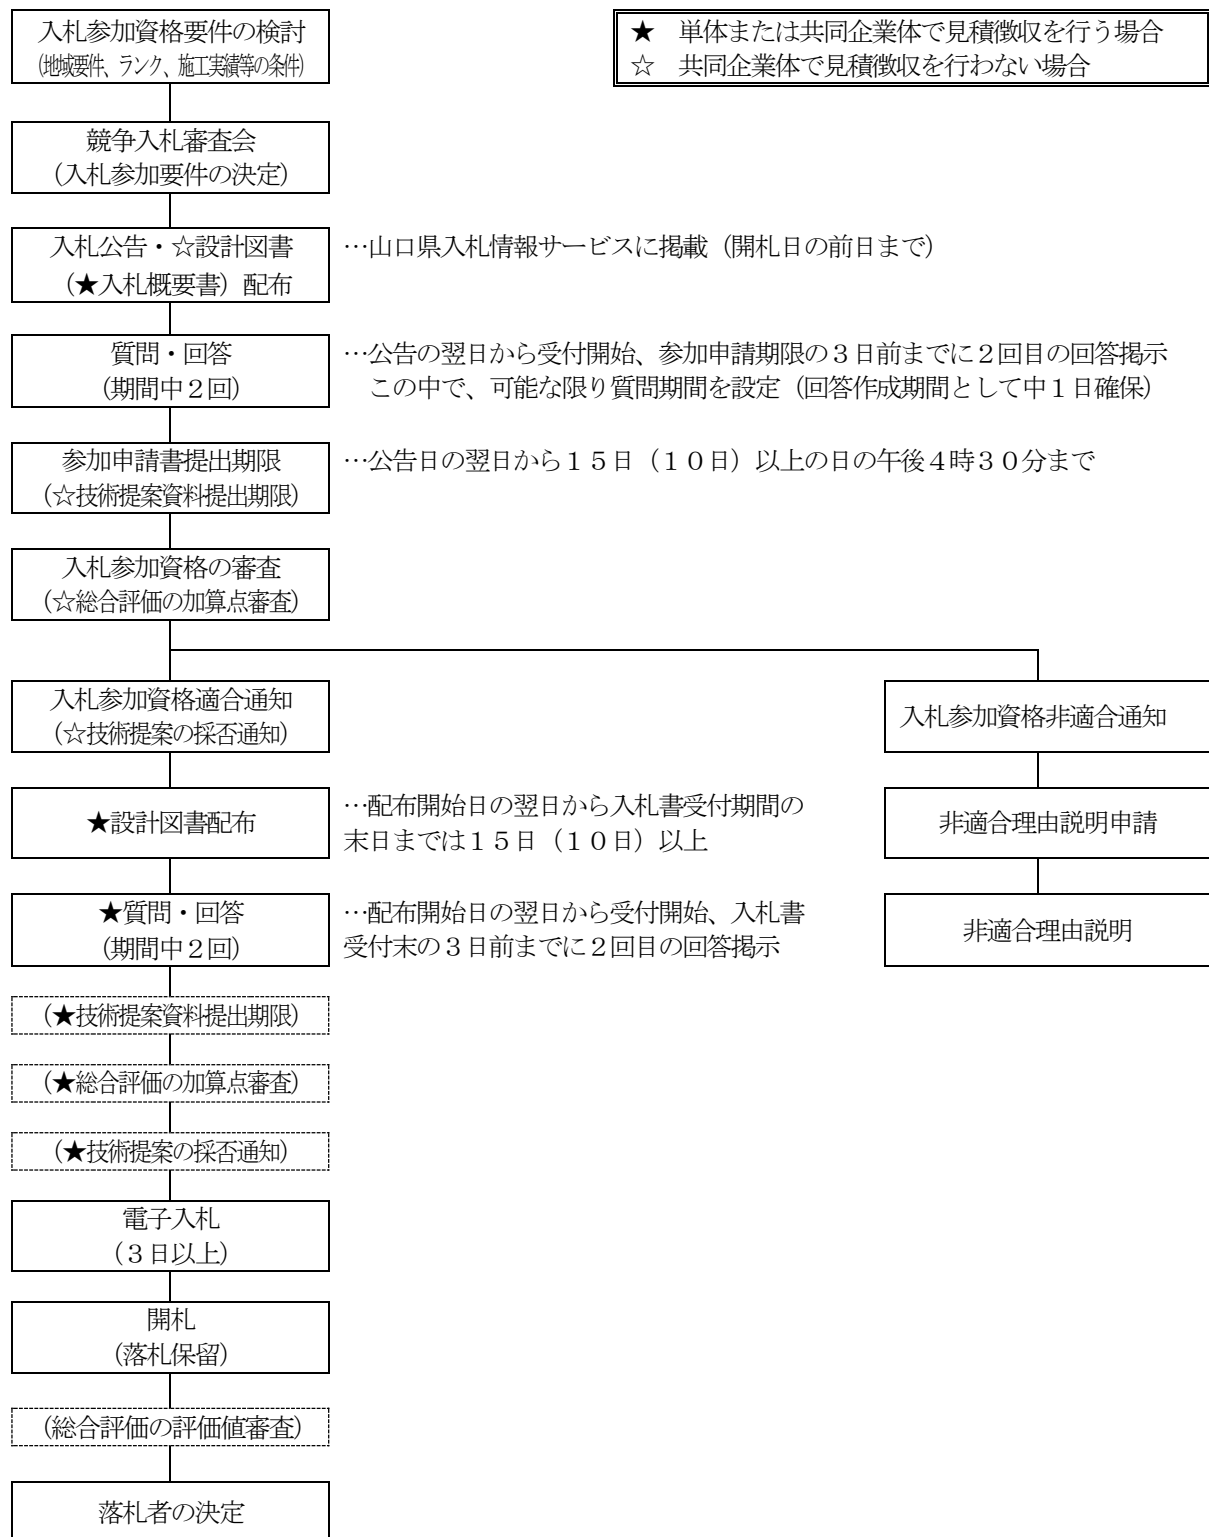 入札参加資格要件の検討
(地域要件、ランク、施工実績等の条件)
★　単体または共同企業体で見積徴収を行う場合
☆　共同企業体で見積徴収を行わない場合
競争入札審査会
(入札参加要件の決定)
入札公告・☆設計図書
(★入札概要書）配布
…山口県入札情報サービスに掲載（開札日の前日まで）
質問・回答
(期間中２回)
…公告の翌日から受付開始、参加申請期限の３日前までに２回目の回答掲示
この中で、可能な限り質問期間を設定（回答作成期間として中１日確保）
参加申請書提出期限
(☆技術提案資料提出期限)
…公告日の翌日から１５日（１０日）以上の日の午後４時３０分まで
入札参加資格の審査
(☆総合評価の加算点審査)
入札参加資格適合通知
(☆技術提案の採否通知)
入札参加資格非適合通知
★設計図書配布
…配布開始日の翌日から入札書受付期間の
末日までは１５日（１０日）以上
非適合理由説明申請
★質問・回答
(期間中２回)
…配布開始日の翌日から受付開始、入札書
受付末の３日前までに２回目の回答掲示
非適合理由説明
(★技術提案資料提出期限)
(★総合評価の加算点審査)
(★技術提案の採否通知)
電子入札
(３日以上)
開札
(落札保留)
(総合評価の評価値審査)
落札者の決定